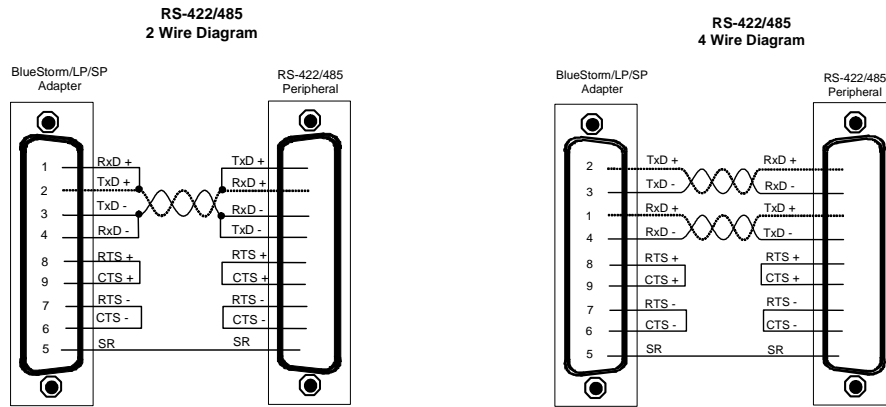 RS-422/485
2 Wire Diagram
BlueStorm/LP/SP
Adapter
RS-422/485
Peripheral
1 RxD + TxD +
2 TxD + RxD +
3 TxD - RxD -
4 RxD - TxD -
8 RTS + RTS +
9 CTS + CTS +
7 RTS - RTS -
6 CTS - CTS -
5 SR SR
RS-422/485
4 Wire Diagram
BlueStorm/LP/SP
Adapter
RS-422/485
Peripheral
2 TxD + RxD +
3 TxD - RxD -
1 RxD + TxD +
4 RxD - TxD -
8 RTS + RTS +
9 CTS + CTS +
7 RTS - RTS -
6 CTS - CTS -
5 SR SR